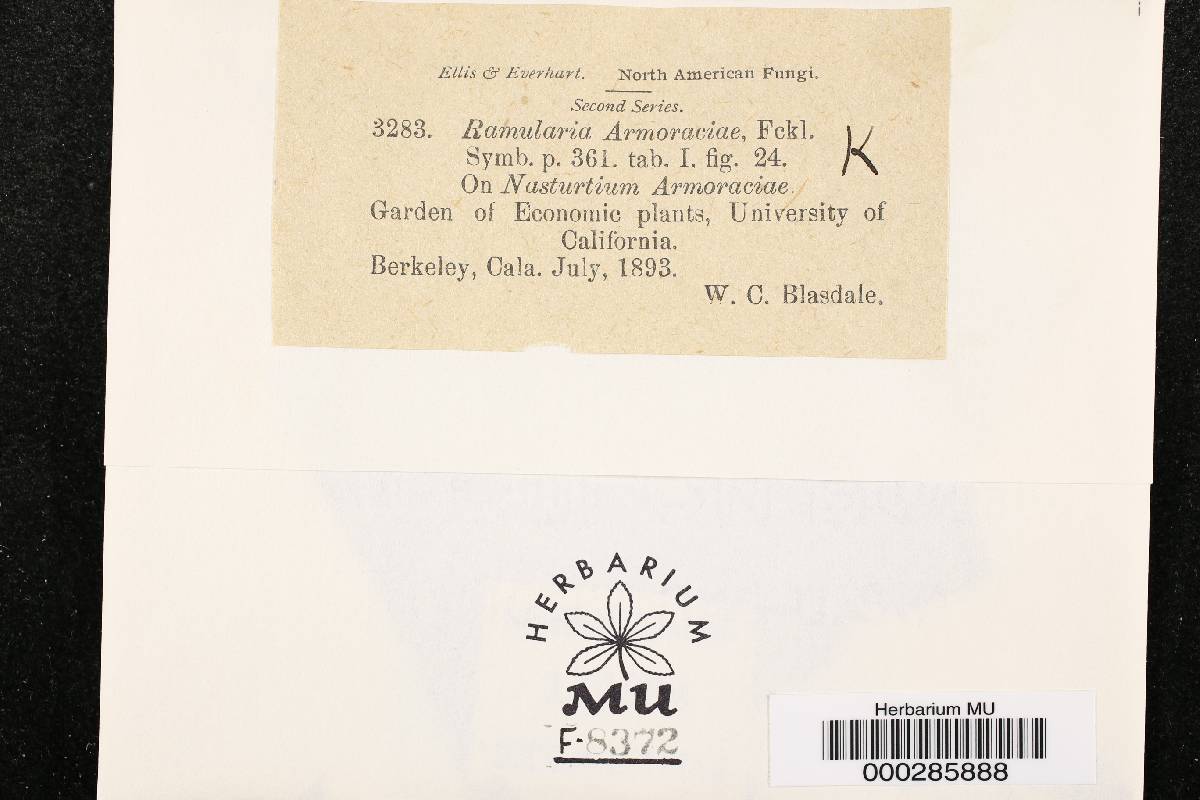 Ellis & Everhart. North American Fungi.
Second Series.
3283. Ramularia Armoraciae, Fckl.
Symb. p. 361. tab. I. fig. 24.
K
On Nasturtium Armoraciae.
Garden of Economic plants, University of
California.
Berkeley, Cala. July, 1893.
W. C. Blasdale.
HERBARIUM
MU
F-8372
Herbarium MU
000285888